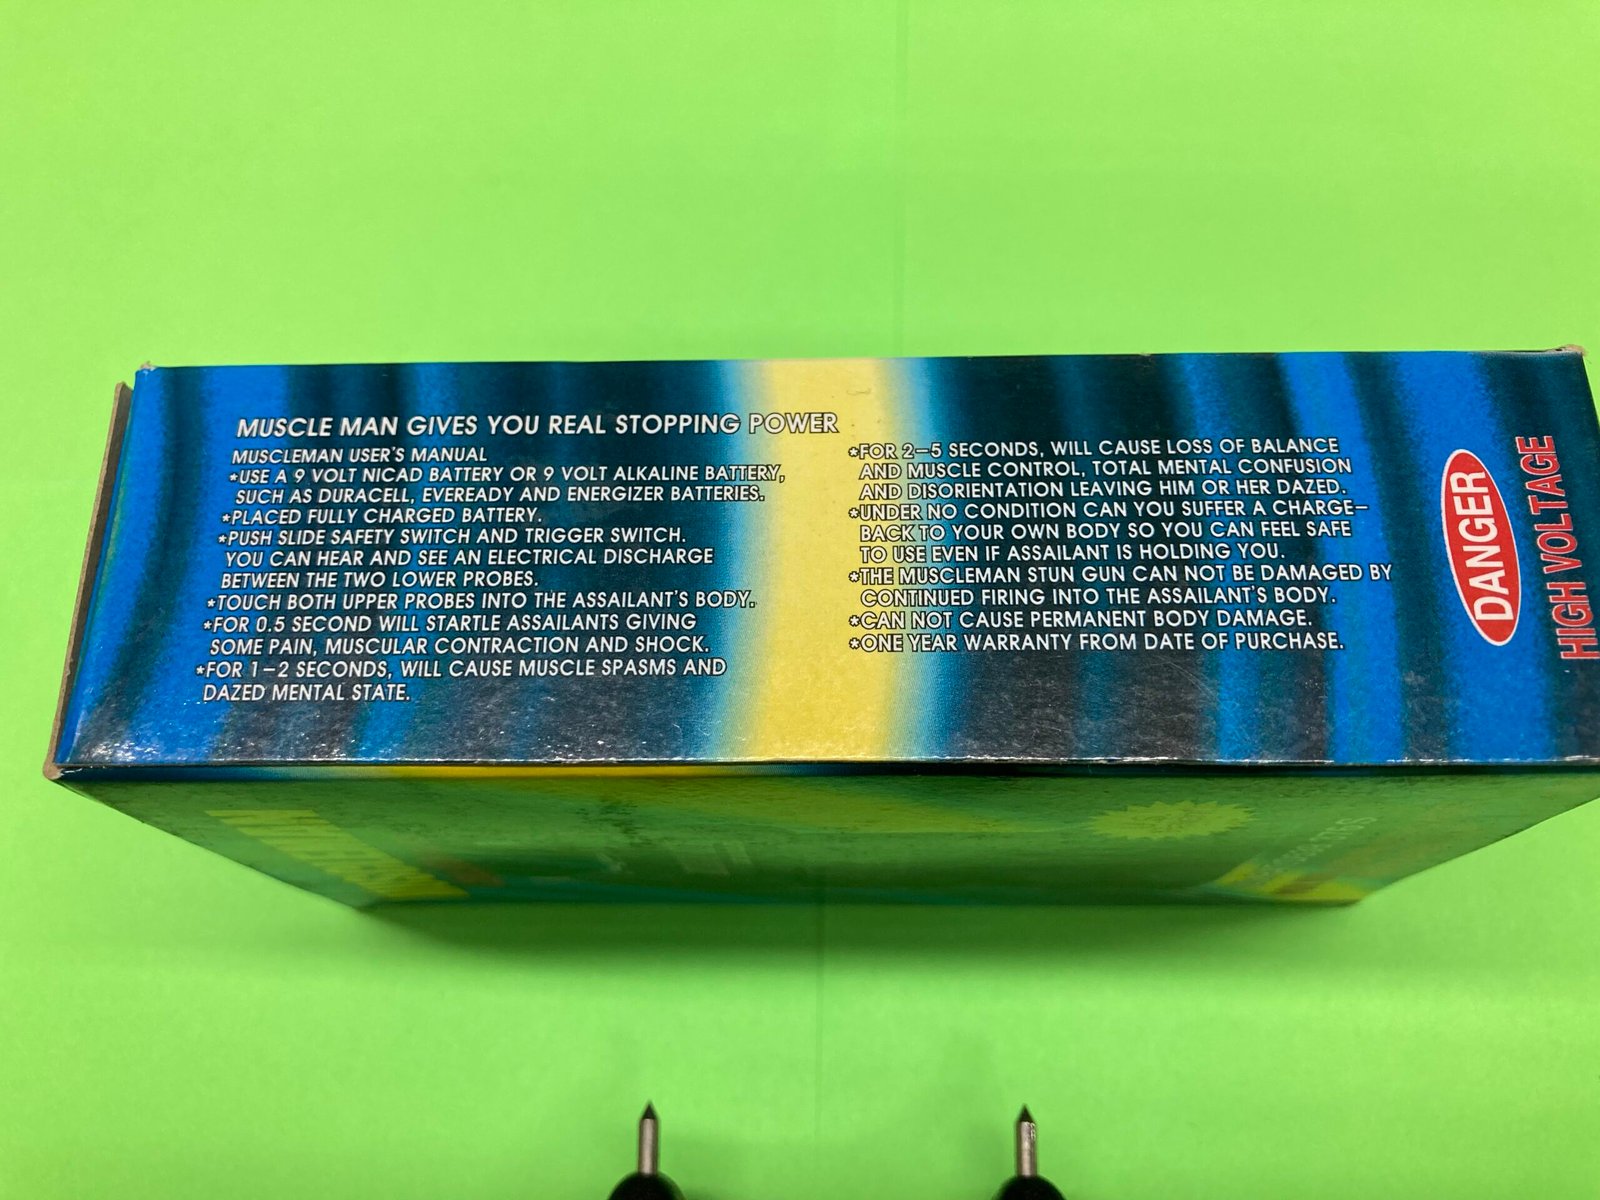 MUSCLE MAN GIVES YOU REAL STOPPING POWER
MUSCLEMAN USER'S MANUAL
*USE A 9 VOLT NICAD BATTERY OR 9 VOLT ALKALINE BATTERY,
SUCH AS DURACELL, EVEREADY AND ENERGIZER BATTERIES.
*PLACED FULLY CHARGED BATTERY.
*PUSH SLIDE SAFETY SWITCH AND TRIGGER SWITCH.
YOU CAN HEAR AND SEE AN ELECTRICAL DISCHARGE
BETWEEN THE TWO LOWER PROBES.
*TOUCH BOTH UPPER PROBES INTO THE ASSAILANT'S BODY.
*FOR 0.5 SECOND WILL STARTLE ASSAILANTS GIVING
SOME PAIN, MUSCULAR CONTRACTION AND SHOCK.
*FOR 1-2 SECONDS, WILL CAUSE MUSCLE SPASMS AND
DAZED MENTAL STATE.
*FOR 2-5 SECONDS, WILL CAUSE LOSS OF BALANCE
AND MUSCLE CONTROL, TOTAL MENTAL CONFUSION
AND DISORIENTATION LEAVING HIM OR HER DAZED.
*UNDER NO CONDITION CAN YOU SUFFER A CHARGE-
BACK TO YOUR OWN BODY SO YOU CAN FEEL SAFE
TO USE EVEN IF ASSAILANT IS HOLDING YOU.
*THE MUSCLEMAN STUN GUN CAN NOT BE DAMAGED BY
CONTINUED FIRING INTO THE ASSAILANT'S BODY.
*CAN NOT CAUSE PERMANENT BODY DAMAGE.
*ONE YEAR WARRANTY FROM DATE OF PURCHASE.
DANGER
HIGH VOLTAGE